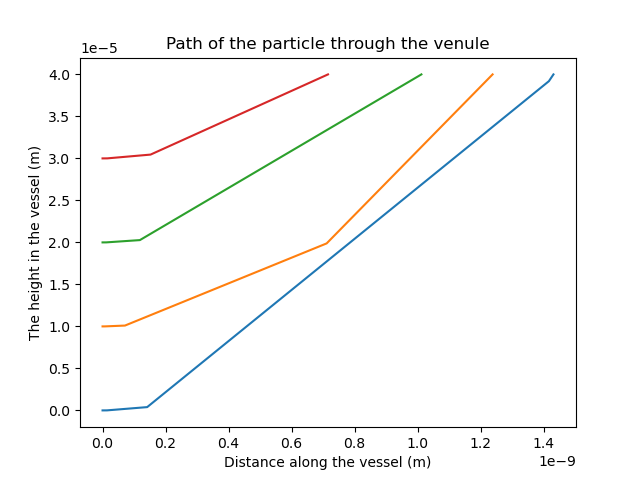 Path of the particle through the venule
1e−5
4.0
3.5
3.0
2.5
2.0
1.5
1.0
0.5
0.0
The height in the vessel (m)
0.0 0.2 0.4 0.6 0.8 1.0 1.2 1.4
1e−9
Distance along the vessel (m)